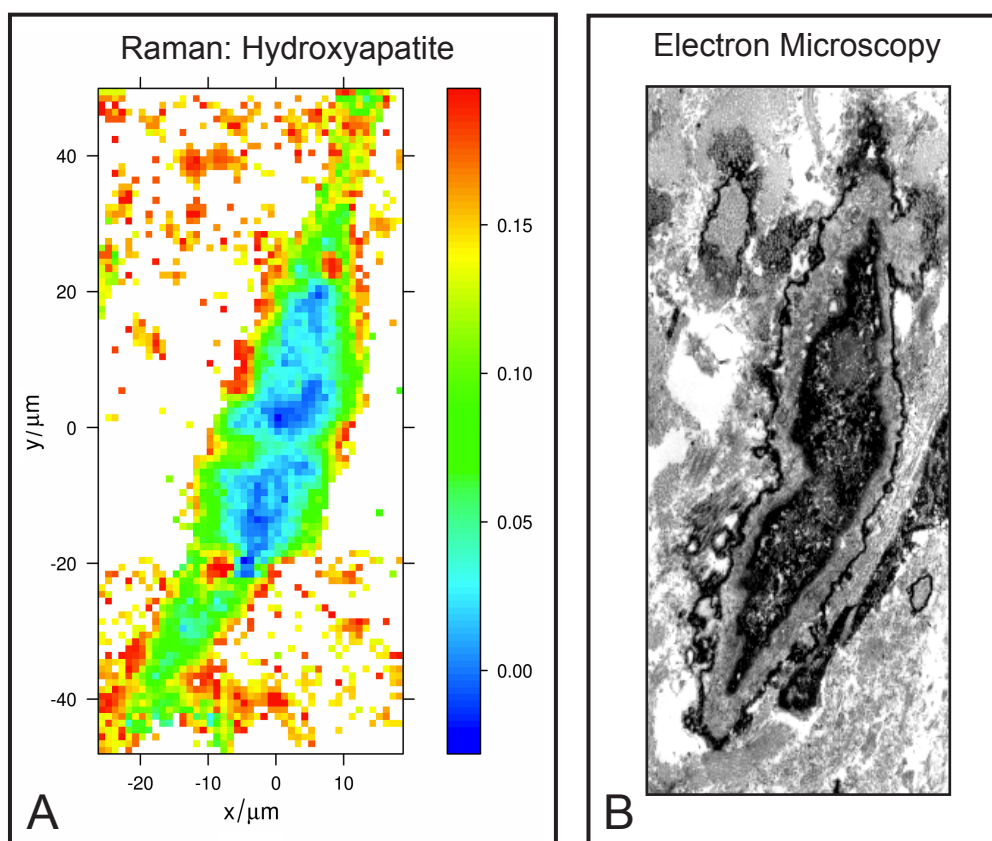 Raman: Hydroxyapatite
40
20
0
-20
-40
y/μm
-20
-10
0
10
x/μm
0.15
0.10
0.05
0.00
A
Electron Microscopy
B